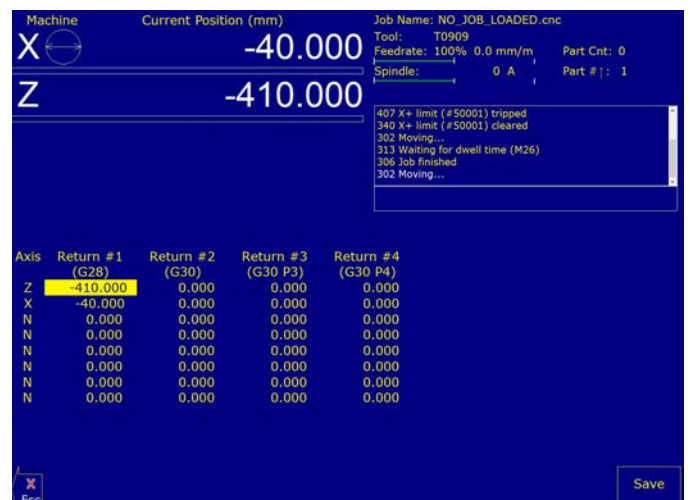 Machine Current Position (mm)
X -40.000
Z -410.000
Job Name: NO_JOB_LOADED.cnc
Tool: T0909
Feedrate: 100% 0.0 mm/m Part Cnt: 0
Spindle: 0 A Part #↑: 1
407 X+ limit (#50001) tripped
340 X+ limit (#50001) cleared
302 Moving...
313 Waiting for dwell time (M26)
306 Job finished
302 Moving...
Axis Return #1 Return #2 Return #3 Return #4
(G28) (G30) (G30 P3) (G30 P4)
Z -410.000 0.000 0.000 0.000
X -40.000 0.000 0.000 0.000
N 0.000 0.000 0.000 0.000
N 0.000 0.000 0.000 0.000
N 0.000 0.000 0.000 0.000
N 0.000 0.000 0.000 0.000
N 0.000 0.000 0.000 0.000
N 0.000 0.000 0.000 0.000
X
Esc
Save